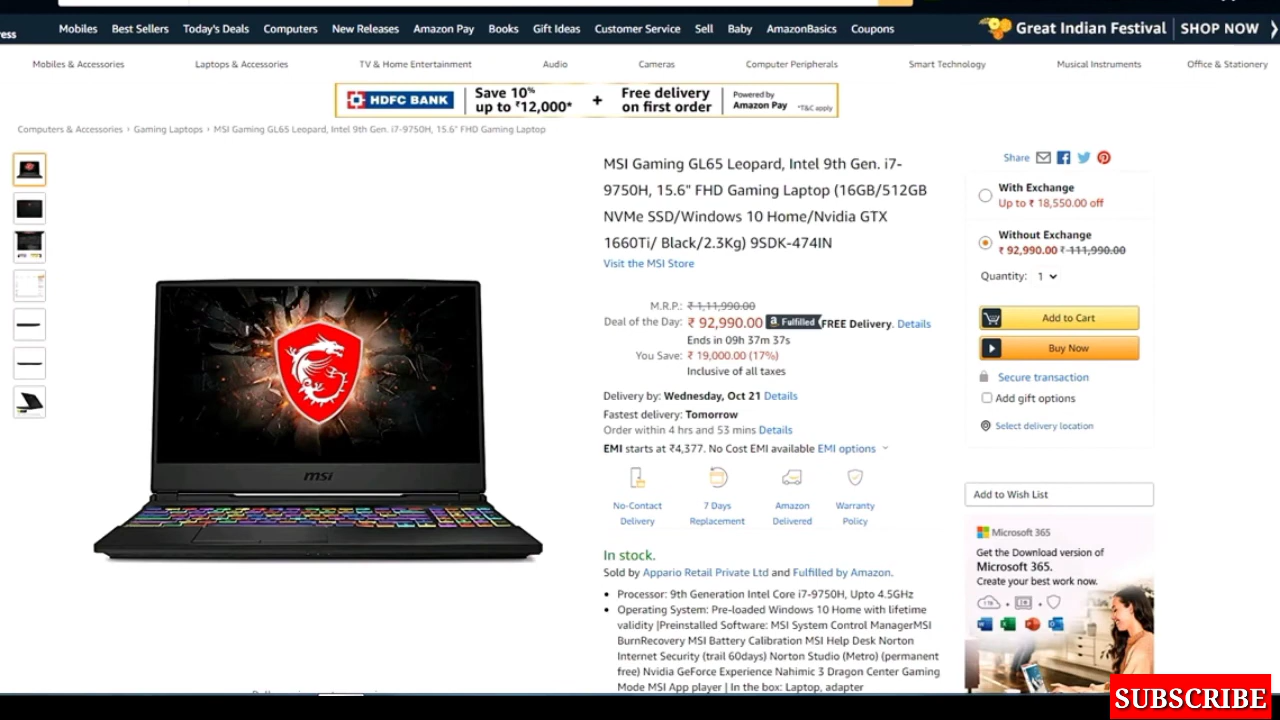 ress
Mobiles Best Sellers Today's Deals Computers New Releases Amazon Pay Books Gift Ideas Customer Service Sell Baby AmazonBasics Coupons
Great Indian Festival SHOP NOW
Mobiles & Accessories Laptops & Accessories TV & Home Entertainment Audio Cameras Computer Peripherals Smart Technology Musical Instruments Office & Stationery
HDFC BANK
Save 10%
up to ₹12,000*
+
Free delivery
on first order
Powered by
Amazon Pay
*T&C apply
Computers & Accessories › Gaming Laptops › MSI Gaming GL65 Leopard, Intel 9th Gen. i7-9750H, 15.6" FHD Gaming Laptop
msi
MSI Gaming GL65 Leopard, Intel 9th Gen. i7-
9750H, 15.6" FHD Gaming Laptop (16GB/512GB
NVMe SSD/Windows 10 Home/Nvidia GTX
1660Ti/ Black/2.3Kg) 9SDK-474IN
Visit the MSI Store
M.R.P.: ₹ 1,11,990.00
Deal of the Day: ₹ 92,990.00 a Fulfilled FREE Delivery. Details
Ends in 09h 37m 37s
You Save: ₹ 19,000.00 (17%)
Inclusive of all taxes
Delivery by: Wednesday, Oct 21 Details
Fastest delivery: Tomorrow
Order within 4 hrs and 53 mins Details
EMI starts at ₹4,377. No Cost EMI available EMI options
No-Contact
Delivery
7 Days
Replacement
Amazon
Delivered
Warranty
Policy
In stock.
Sold by Appario Retail Private Ltd and Fulfilled by Amazon.
• Processor: 9th Generation Intel Core i7-9750H, Upto 4.5GHz
• Operating System: Pre-loaded Windows 10 Home with lifetime
validity |Preinstalled Software: MSI System Control ManagerMSI
BurnRecovery MSI Battery Calibration MSI Help Desk Norton
Internet Security (trail 60days) Norton Studio (Metro) (permanent
free) Nvidia GeForce Experience Nahimic 3 Dragon Center Gaming
Mode MSI App player | In the box: Laptop, adapter
Share
With Exchange
Up to ₹ 18,550.00 off
Without Exchange
₹ 92,990.00 ₹ 111,990.00
Quantity: 1
Add to Cart
Buy Now
Secure transaction
Add gift options
Select delivery location
Add to Wish List
Microsoft 365
Get the Download version of
Microsoft 365.
Create your best work now.
SUBSCRIBE